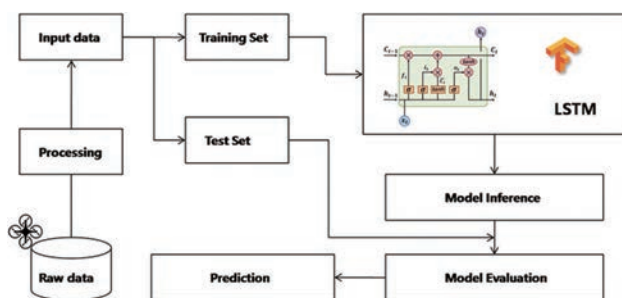 Input data
Training Set
LSTM
Processing
Test Set
Model Inference
Raw data
Prediction
Model Evaluation